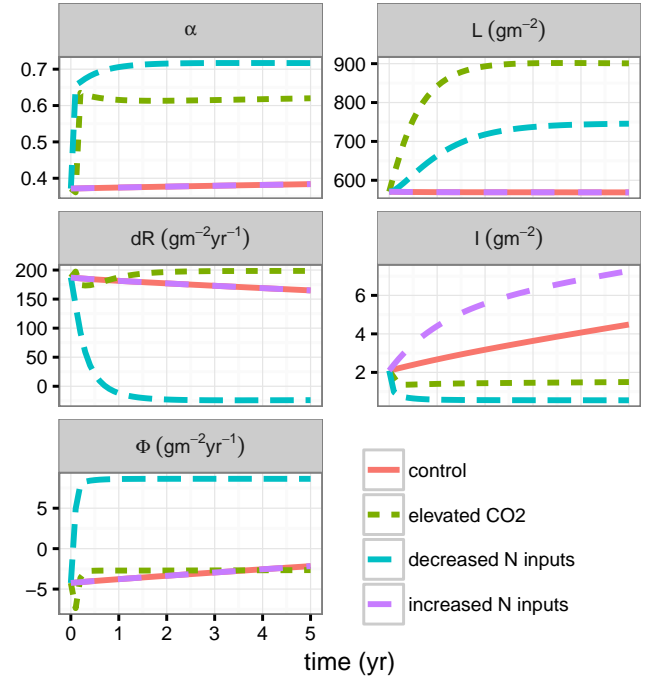 α
L (gm⁻²)
0.7
0.6
0.5
0.4
900
800
700
600
dR (gm⁻²yr⁻¹)
I (gm⁻²)
200
150
100
50
0
6
4
2
Φ (gm⁻²yr⁻¹)
5
0
−5
0 1 2 3 4 5
time (yr)
control
elevated CO2
decreased N inputs
increased N inputs